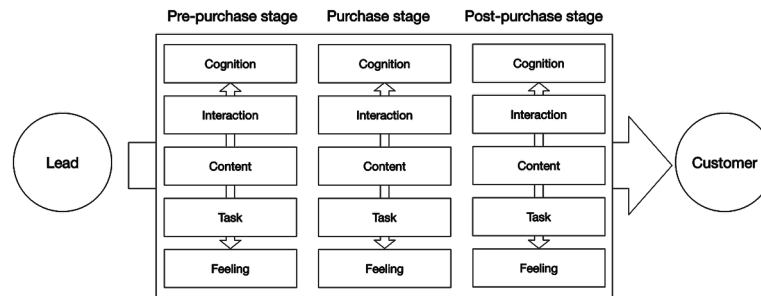 Pre-purchase stage Purchase stage Post-purchase stage
Cognition Cognition Cognition
Interaction Interaction Interaction
Lead Content Content Content Customer
Task Task Task
Feeling Feeling Feeling